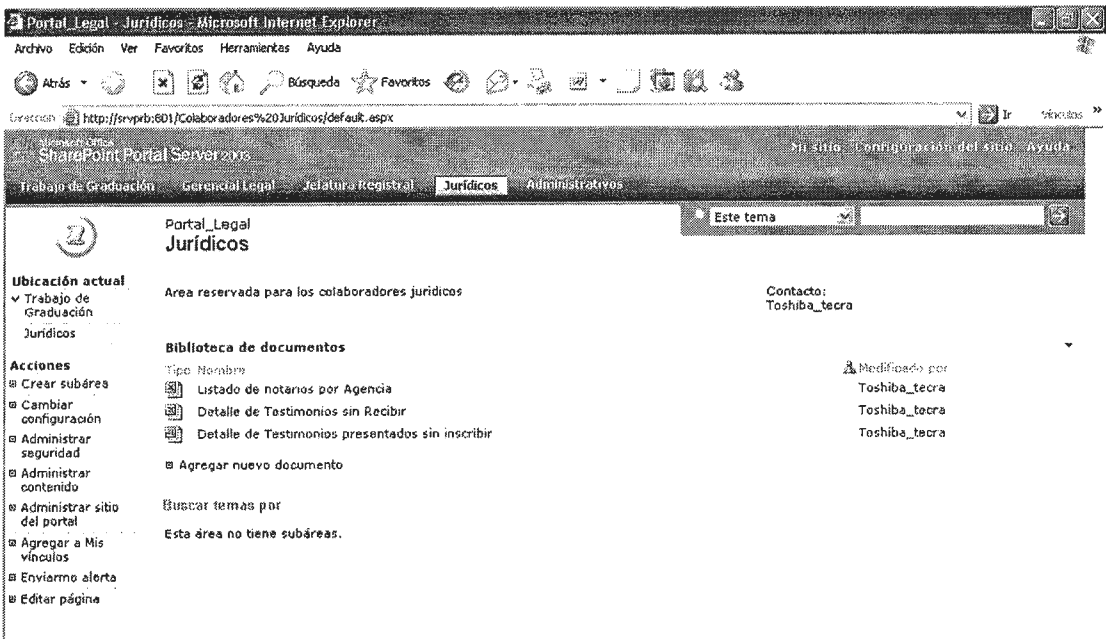 Portal_Legal - Jurídicos - Microsoft Internet Explorer
Archivo Edición Ver Favoritos Herramientas Ayuda
Atrás Búsqueda Favoritos
Dirección http://srvprb:601/Colaboradores%20Jurídicos/default.aspx Ir Vínculos »
Microsoft Office
SharePoint Portal Server 2003
Mi sitio Configuración del sitio Ayuda
Trabajo de Graduación Gerencial Legal Jefatura Registral Jurídicos Administrativos
Este tema
Portal_Legal
Jurídicos
Ubicación actual
Trabajo de
Graduación
Jurídicos
Area reservada para los colaboradores juridicos
Contacto:
Toshiba_tecra
Acciones
Crear subárea
Cambiar
configuración
Administrar
seguridad
Administrar
contenido
Administrar sitio
del portal
Agregar a Mis
vínculos
Enviarme alerta
Editar página
Biblioteca de documentos
Tipo Nombre Modificado por
Listado de notarios por Agencia Toshiba_tecra
Detalle de Testimonios sin Recibir Toshiba_tecra
Detalle de Testimonios presentados sin inscribir Toshiba_tecra
Agregar nuevo documento
Buscar temas por
Esta área no tiene subáreas.